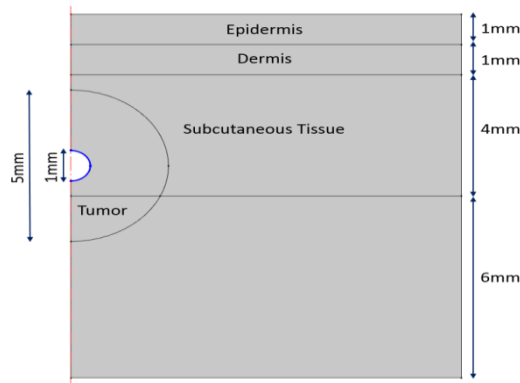 Epidermis
1mm
Dermis
1mm
Subcutaneous Tissue
4mm
5mm
1mm
Tumor
6mm